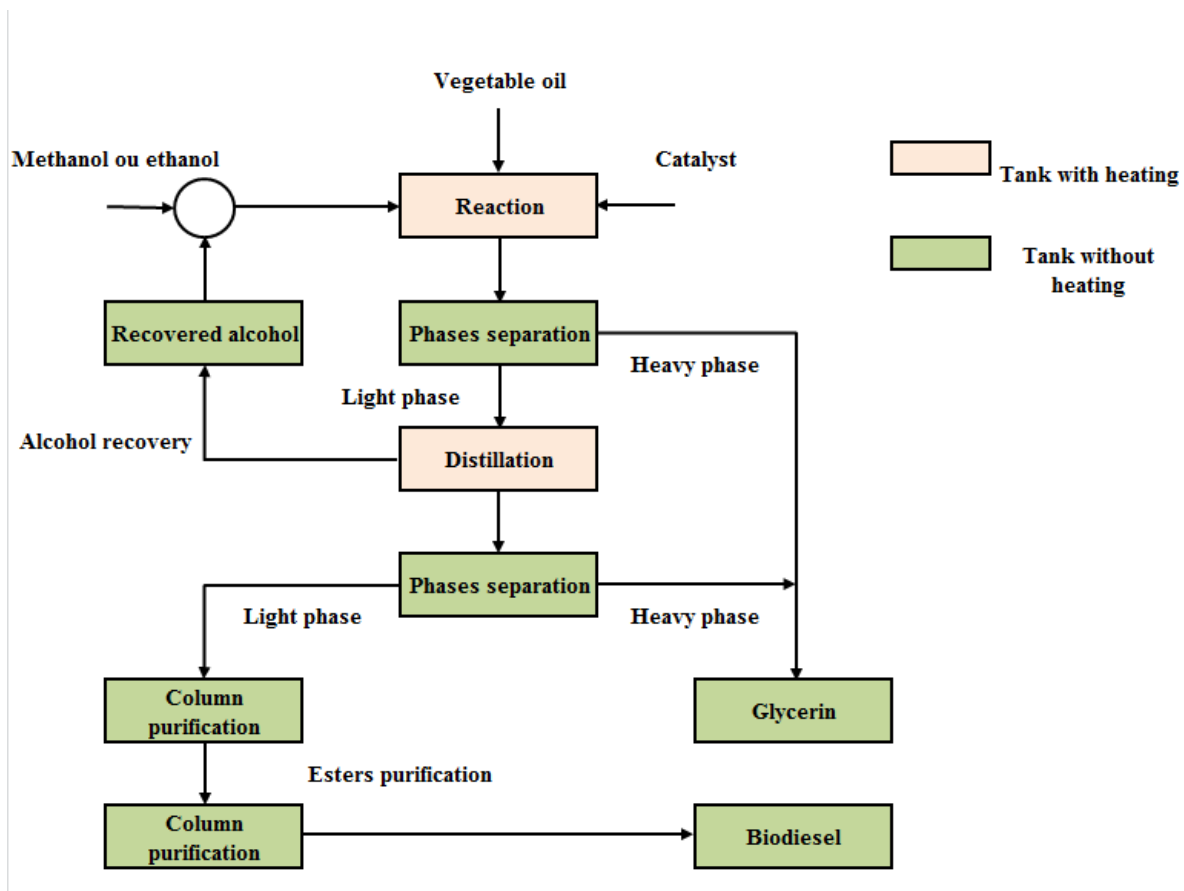 Vegetable oil
Methanol ou ethanol
Catalyst
Tank with heating
Reaction
Tank without
heating
Recovered alcohol
Phases separation
Heavy phase
Light phase
Alcohol recovery
Distillation
Phases separation
Light phase
Heavy phase
Column
purification
Glycerin
Esters purification
Column
purification
Biodiesel